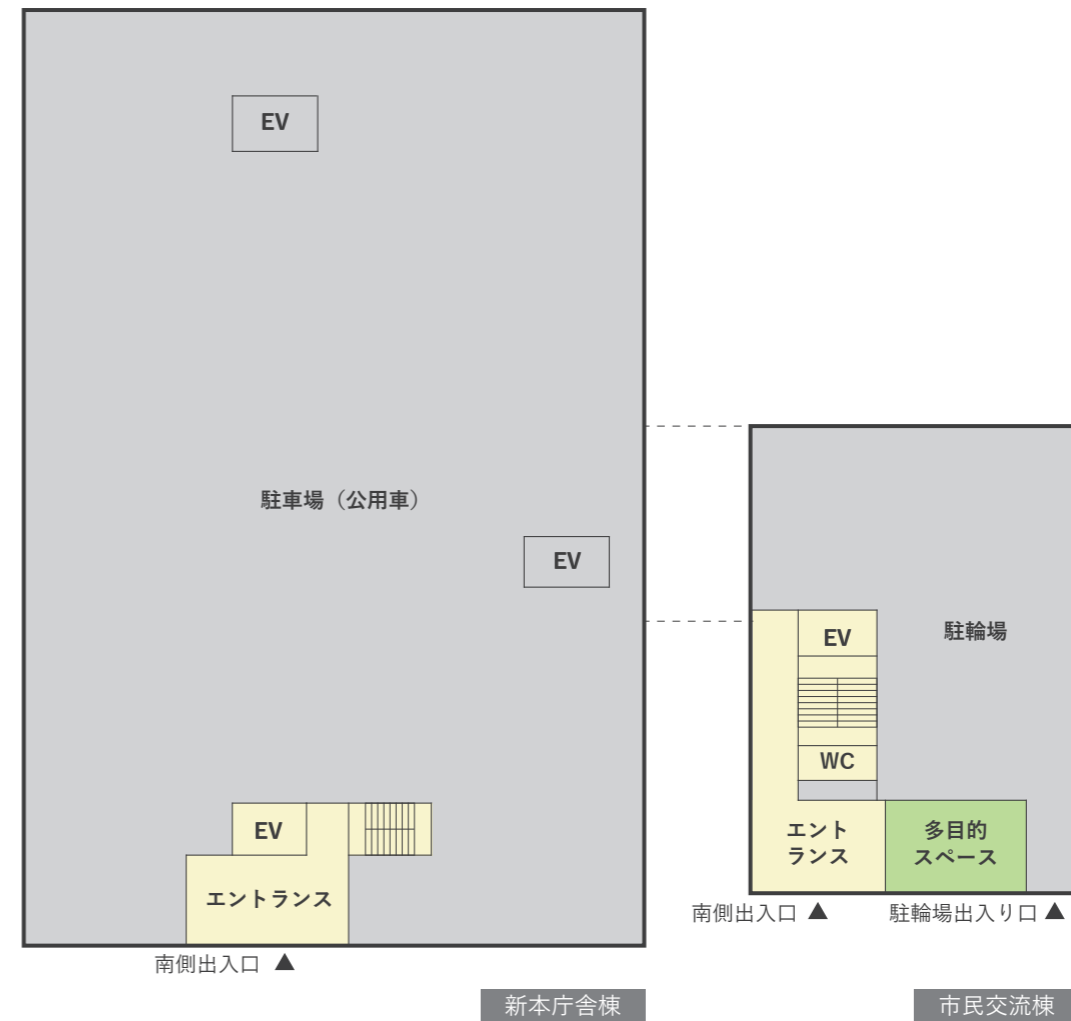 EV
駐車場（公用車）
EV
EV
エントランス
南側出入口 ▲
新本庁舎棟
駐輪場
EV
WC
エント
ランス
多目的
スペース
南側出入口 ▲
駐輪場出入り口 ▲
市民交流棟